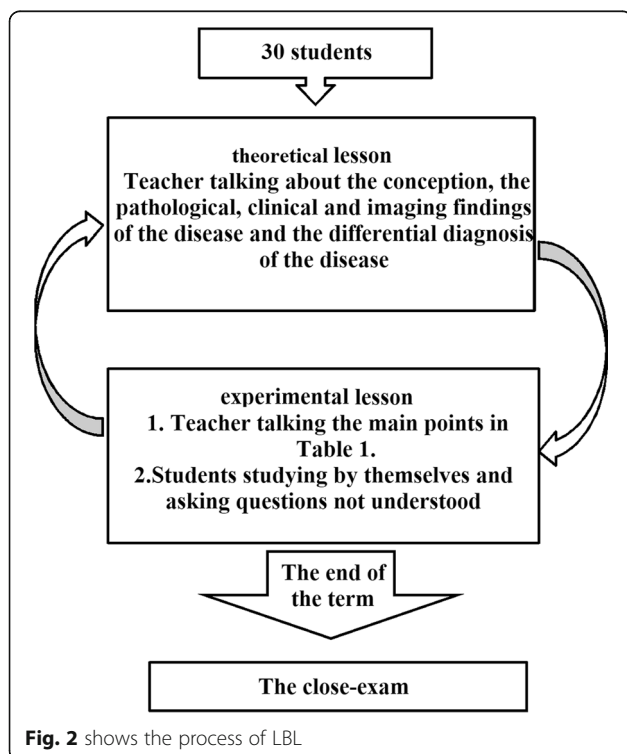 30 students
theoretical lesson
Teacher talking about the conception, the
pathological, clinical and imaging findings
of the disease and the differential diagnosis
of the disease
experimental lesson
1. Teacher talking the main points in
Table 1.
2.Students studying by themselves and
asking questions not understood
The end of
the term
The close-exam
Fig. 2 shows the process of LBL